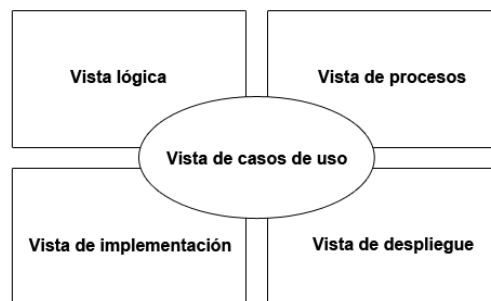 Vista lógica
Vista de procesos
Vista de casos de uso
Vista de implementación
Vista de despliegue